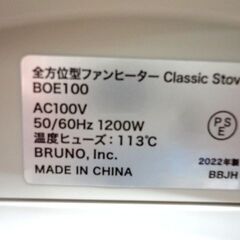 全方位型ファンヒーター Classic Stov
BOE100
AC100V
50/60Hz 1200W
温度ヒューズ：113℃
BRUNO, Inc.
MADE IN CHINA
PSE
2022年製
BBJH